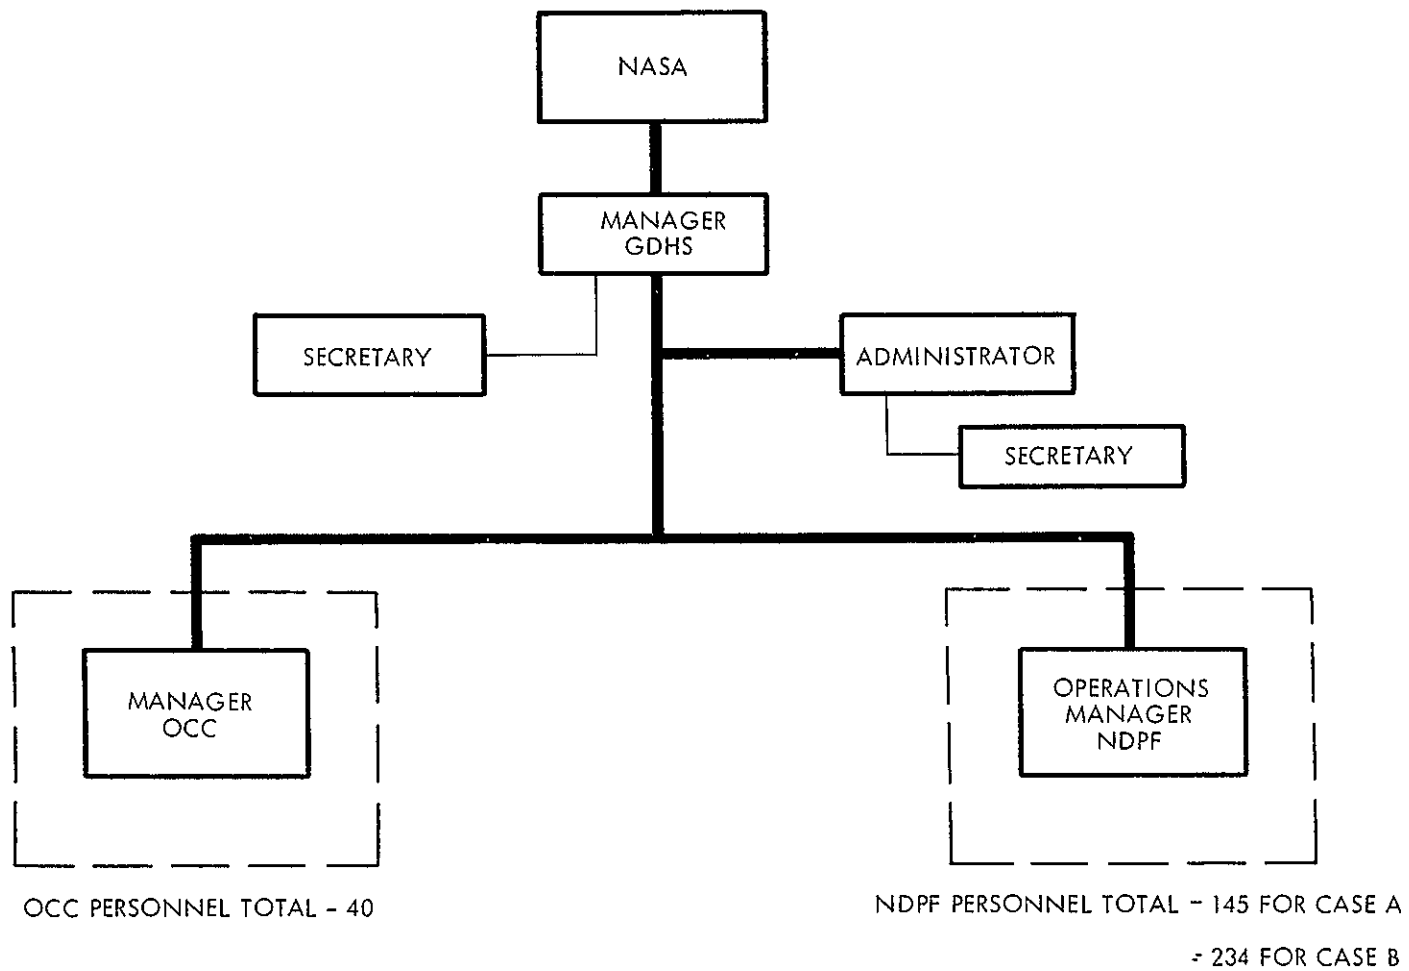 NASA
MANAGER
GDHS
SECRETARY
ADMINISTRATOR
SECRETARY
MANAGER
OCC
OPERATIONS
MANAGER
NDPF
OCC PERSONNEL TOTAL - 40
NDPF PERSONNEL TOTAL - 145 FOR CASE A
= 234 FOR CASE B